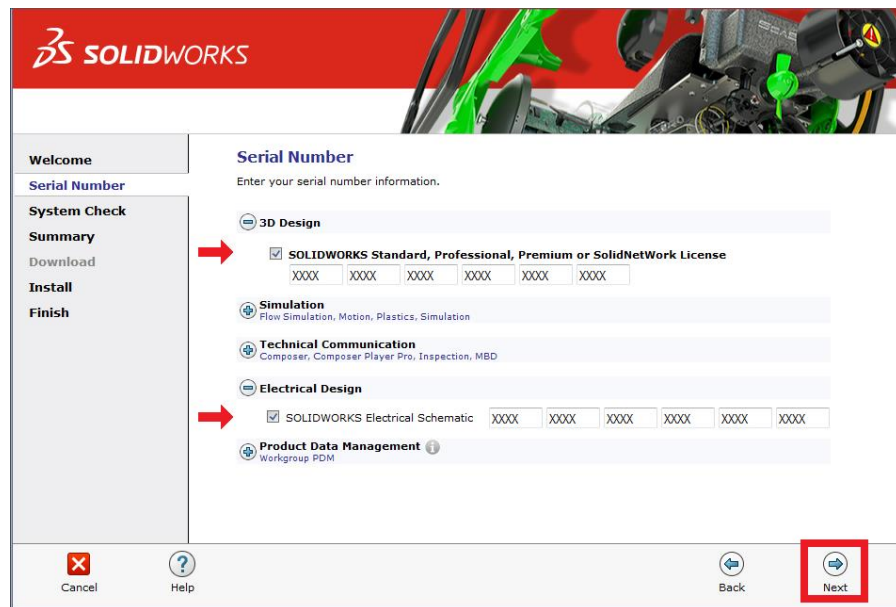 SOLIDWORKS
Welcome
Serial Number
System Check
Summary
Download
Install
Finish
Serial Number
Enter your serial number information.
3D Design
SOLIDWORKS Standard, Professional, Premium or SolidNetWork License
XXXX XXXX XXXX XXXX XXXX XXXX
Simulation
Flow Simulation, Motion, Plastics, Simulation
Technical Communication
Composer, Composer Player Pro, Inspection, MBD
Electrical Design
SOLIDWORKS Electrical Schematic XXXX XXXX XXXX XXXX XXXX XXXX
Product Data Management
Workgroup PDM
Cancel
Help
Back
Next